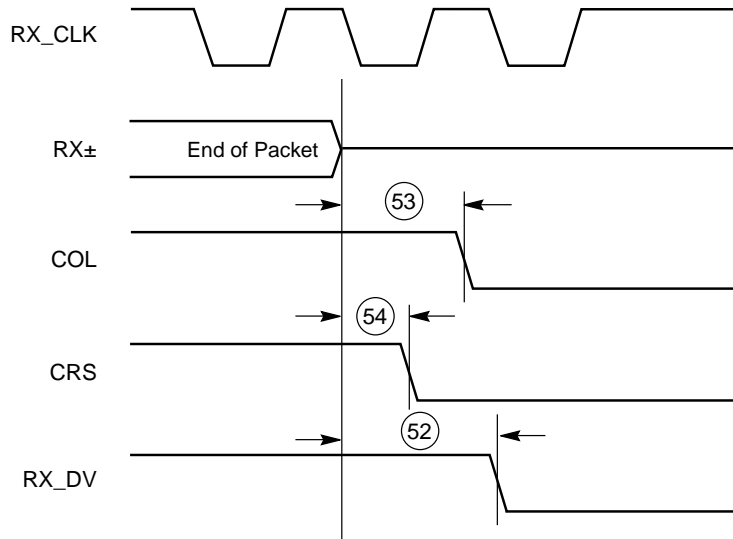 RX_CLK
RX±
End of Packet
53
COL
54
CRS
52
RX_DV